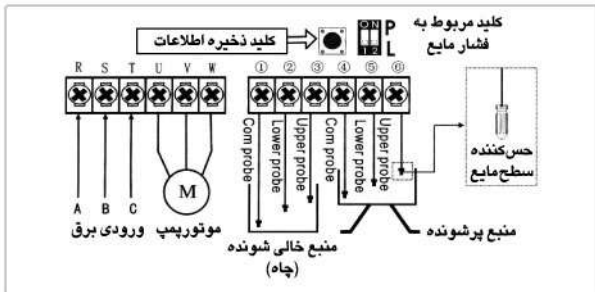 کلید مربوط به
فشار مایع
کلید ذخیره اطلاعات
ON
1 2
P
L
R S T U V W
① ② ③ ④ ⑤ ⑥
Com probe
Lower probe
Upper probe
Com probe
Lower probe
Upper probe
حس‌کننده
سطح مایع
M
A B C
ورودی برق
موتورپمپ
منبع خالی شونده
(چاه)
منبع پرشونده